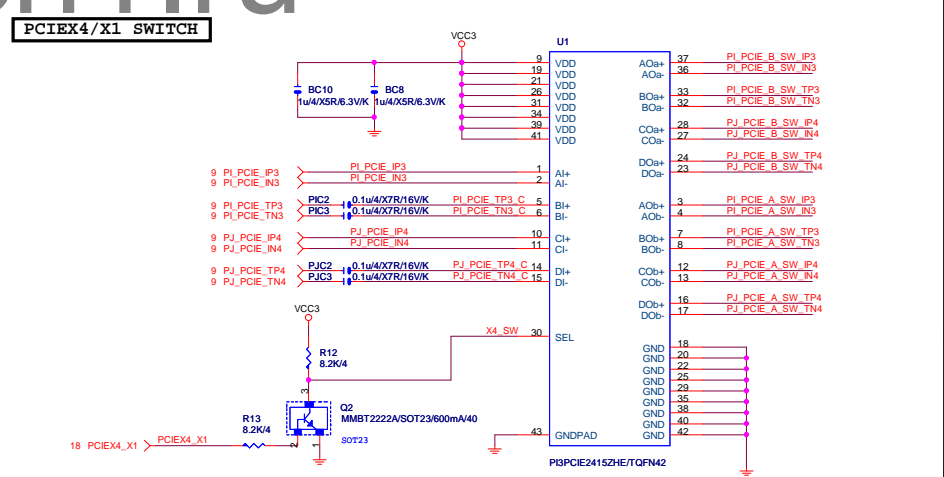 PCIEX4/X1 SWITCH
VCC3
U1
BC10
1u/4/X5R/6.3V/K
BC8
1u/4/X5R/6.3V/K
9 VDD
19 VDD
21 VDD
26 VDD
31 VDD
34 VDD
39 VDD
41 VDD
AOa+ 37 PI_PCIE_B_SW_IP3
AOa- 36 PI_PCIE_B_SW_IN3
BOa+ 33 PI_PCIE_B_SW_TP3
BOa- 32 PI_PCIE_B_SW_TN3
COa+ 28 PJ_PCIE_B_SW_IP4
COa- 27 PJ_PCIE_B_SW_IN4
DOa+ 24 PJ_PCIE_B_SW_TP4
DOa- 23 PJ_PCIE_B_SW_TN4
9 PI_PCIE_IP3 PI_PCIE_IP3 1 AI+
9 PI_PCIE_IN3 PI_PCIE_IN3 2 AI-
9 PI_PCIE_TP3 PIC2 0.1u/4/X7R/16V/K PI_PCIE_TP3_C 5 BI+
9 PI_PCIE_TN3 PIC3 0.1u/4/X7R/16V/K PI_PCIE_TN3_C 6 BI-
9 PJ_PCIE_IP4 PJ_PCIE_IP4 10 CI+
9 PJ_PCIE_IN4 PJ_PCIE_IN4 11 CI-
9 PJ_PCIE_TP4 PJC2 0.1u/4/X7R/16V/K PJ_PCIE_TP4_C 14 DI+
9 PJ_PCIE_TN4 PJC3 0.1u/4/X7R/16V/K PJ_PCIE_TN4_C 15 DI-
AOb+ 3 PI_PCIE_A_SW_IP3
AOb- 4 PI_PCIE_A_SW_IN3
BOb+ 7 PI_PCIE_A_SW_TP3
BOb- 8 PI_PCIE_A_SW_TN3
COb+ 12 PJ_PCIE_A_SW_IP4
COb- 13 PJ_PCIE_A_SW_IN4
DOb+ 16 PJ_PCIE_A_SW_TP4
DOb- 17 PJ_PCIE_A_SW_TN4
VCC3
X4_SW 30 SEL
R12
8.2K/4
GND 18
GND 20
GND 22
GND 25
GND 29
GND 35
GND 38
GND 40
GND 42
3
Q2
MMBT2222A/SOT23/600mA/40
SOT23
R13
8.2K/4
18 PCIEX4_X1 PCIEX4_X1
2
1
43 GNDPAD
PI3PCIE2415ZHE/TQFN42